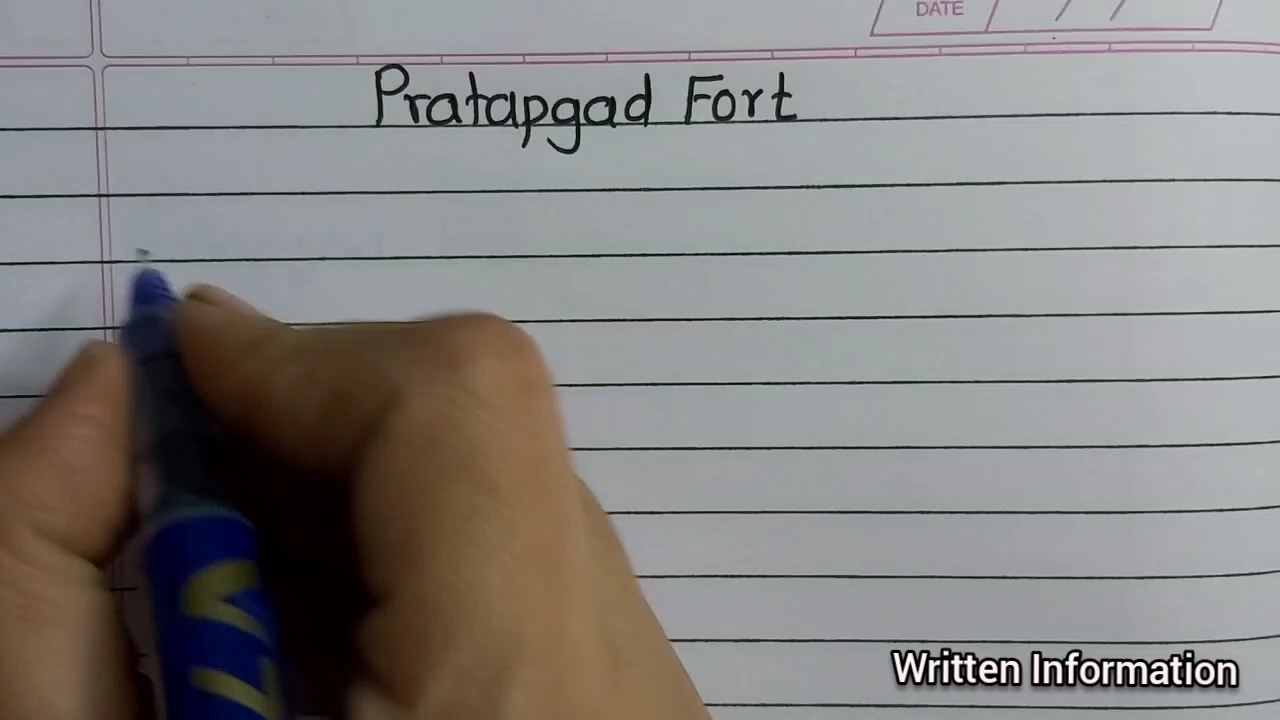 DATE / /
Pratapgad Fort
Written Information